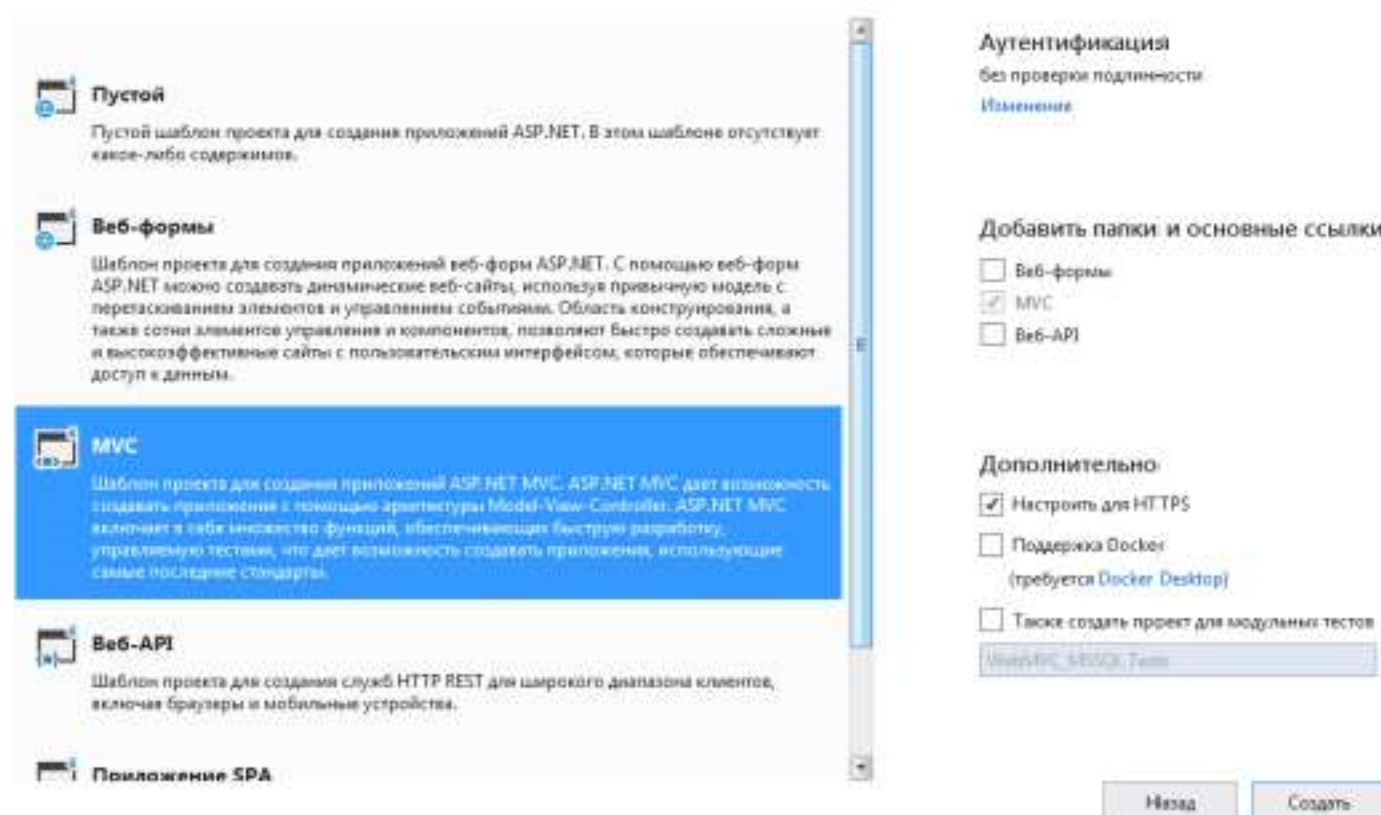 Пустой
Пустой шаблон проекта для создания приложений ASP.NET. В этом шаблоне отсутствует
какое-либо содержимое.
Веб-формы
Шаблон проекта для создания приложений веб-форм ASP.NET. С помощью веб-форм
ASP.NET можно создавать динамические веб-сайты, используя привычную модель с
перетаскиванием элементов и управлением событиями. Область конструирования, а
также сотни элементов управления и компонентов, позволяют быстро создавать сложные
и высокоэффективные сайты с пользовательским интерфейсом, которые обеспечивают
доступ к данным.
MVC
Шаблон проекта для создания приложений ASP.NET MVC. ASP.NET MVC дает возможность
создавать приложения с помощью архитектуры Model-View-Controller. ASP.NET MVC
включает в себя множество функций, обеспечивающих быструю разработку,
управляемую тестами, что дает возможность создавать приложения, использующие
самые последние стандарты.
Веб-API
Шаблон проекта для создания служб HTTP REST для широкого диапазона клиентов,
включая браузеры и мобильные устройства.
Приложение SPA
Аутентификация
без проверки подлинности
Изменение
Добавить папки и основные ссылки
Веб-формы
MVC
Веб-API
Дополнительно
Настроить для HTTPS
Поддержка Docker
(требуется Docker Desktop)
Также создать проект для модульных тестов
WebMVC_MSSQL.Tests
Назад
Создать